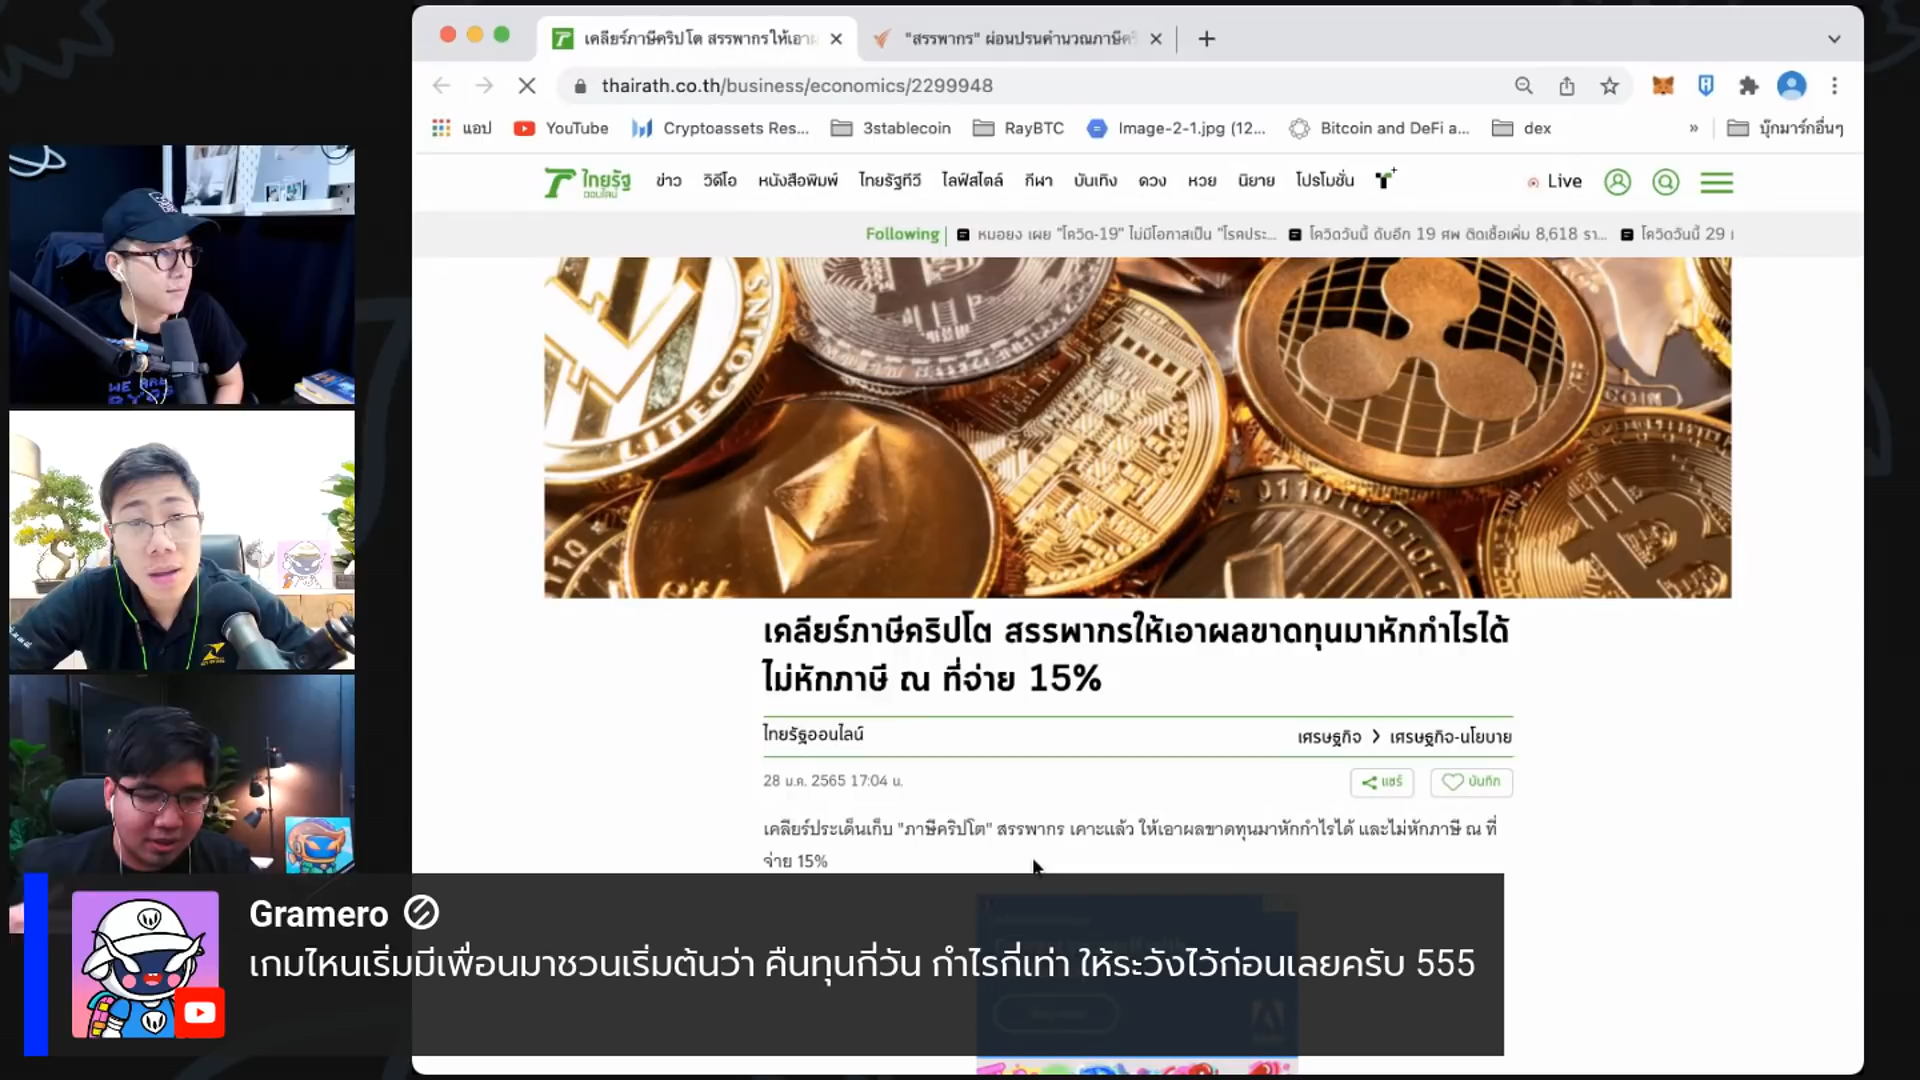 เคลียร์ภาษีคริปโต สรรพากรให้เอา
"สรรพากร" ผ่อนปรนคำนวณภาษีค
thairath.co.th/business/economics/2299948
แอป
YouTube
Cryptoassets Res...
3stablecoin
RayBTC
Image-2-1.jpg (12...
Bitcoin and DeFi a...
dex
»
บุ๊กมาร์กอื่นๆ
ไทยรัฐ
ออนไลน์
ข่าว
วิดีโอ
หนังสือพิมพ์
ไทยรัฐทีวี
ไลฟ์สไตล์
กีฬา
บันเทิง
ดวง
หวย
นิยาย
โปรโมชั่น
Live
Following
หมอยง เผย "โควิด-19" ไม่มีโอกาสเป็น "โรคประ...
โควิดวันนี้ ดับอีก 19 ศพ ติดเชื้อเพิ่ม 8,618 รา...
โควิดวันนี้ 29
LITECOINS
WE ARE
เคลียร์ภาษีคริปโต สรรพากรให้เอาผลขาดทุนมาหักกำไรได้
ไม่หักภาษี ณ ที่จ่าย 15%
ไทยรัฐออนไลน์
เศรษฐกิจ > เศรษฐกิจ-นโยบาย
28 ม.ค. 2565 17:04 น.
แชร์
บันทึก
เคลียร์ประเด็นเก็บ "ภาษีคริปโต" สรรพากร เคาะแล้ว ให้เอาผลขาดทุนมาหักกำไรได้ และไม่หักภาษี ณ ที่
จ่าย 15%
Gramero
เกมไหนเริ่มมีเพื่อนมาชวนเริ่มต้นว่า คืนทุนกี่วัน กำไรกี่เท่า ให้ระวังไว้ก่อนเลยครับ 555